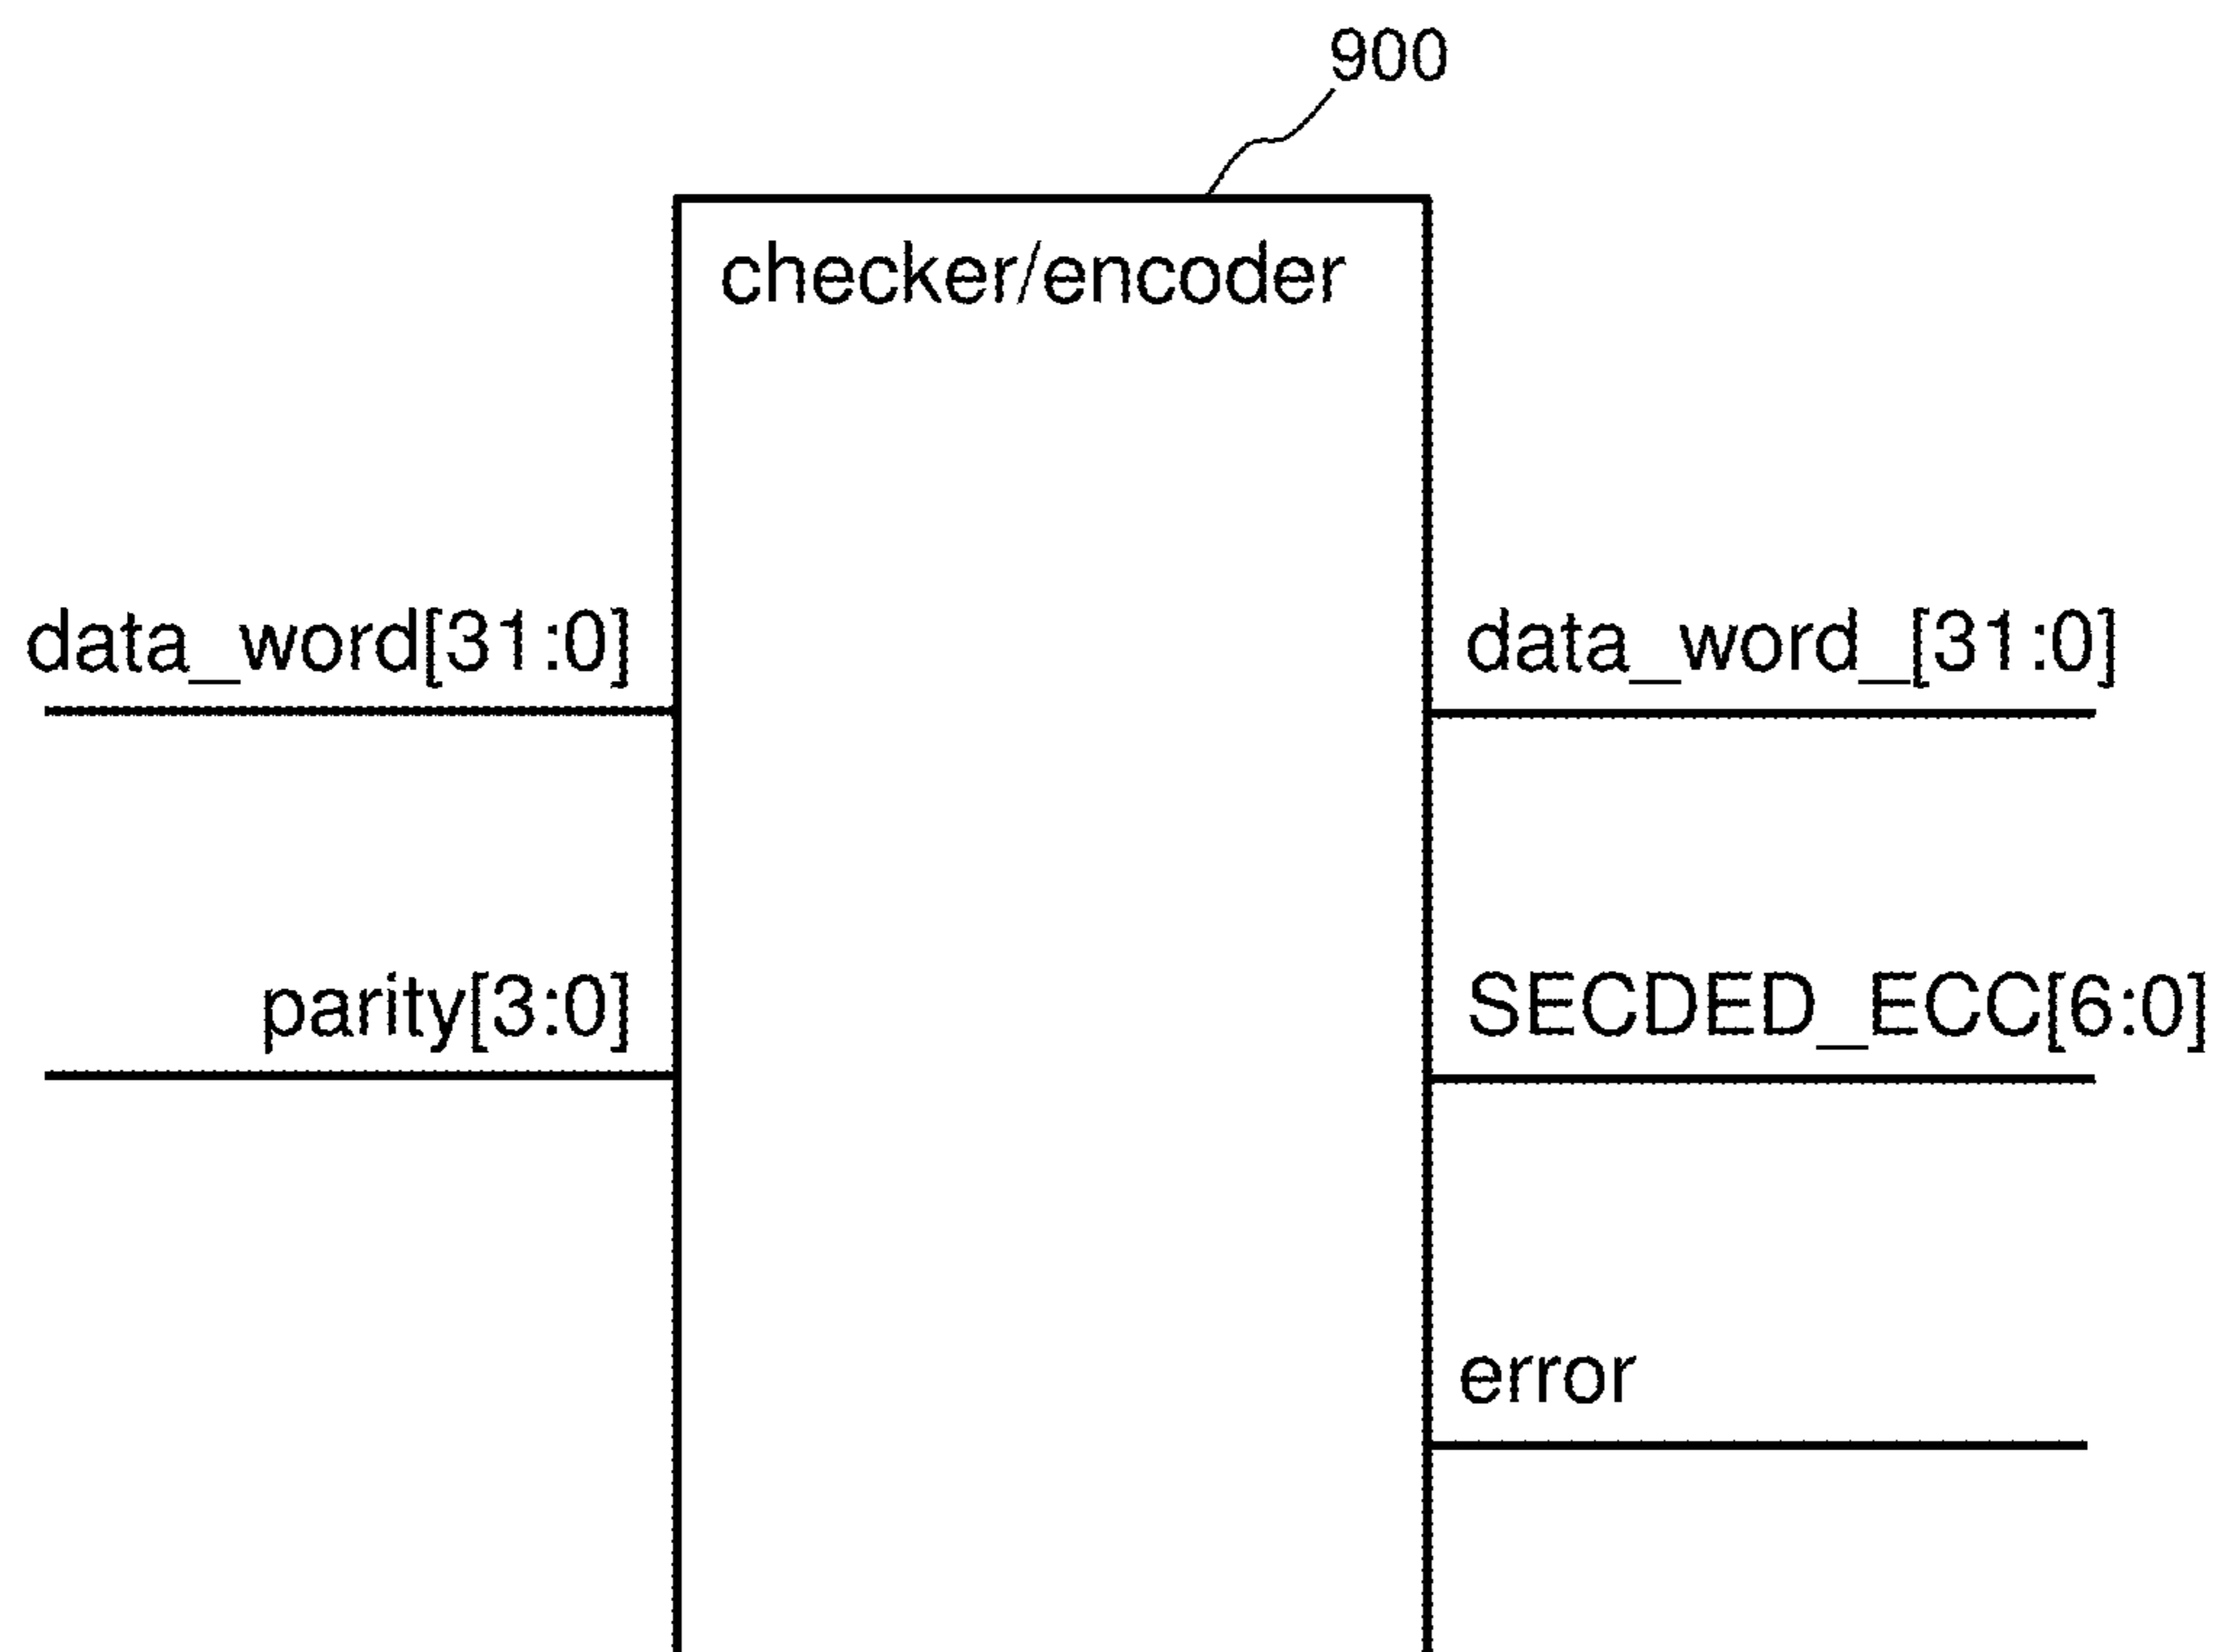 900
checker/encoder
data_word[31:0]
data_word_[31:0]
parity[3:0]
SECDED_ECC[6:0]
error